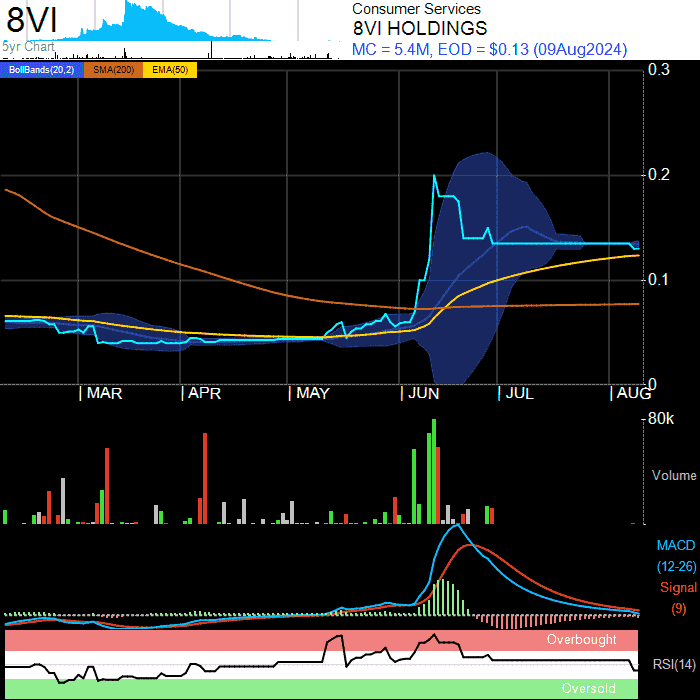 8VI
5yr Chart
Consumer Services
8VI HOLDINGS
MC = 5.4M, EOD = $0.13 (09Aug2024)
BollBands(20,2) SMA(200) EMA(50)
0.3
0.2
0.1
0
| MAR | APR | MAY | JUN | JUL | AUG
80k
Volume
MACD
(12-26)
Signal
(9)
Overbought
RSI(14)
Oversold